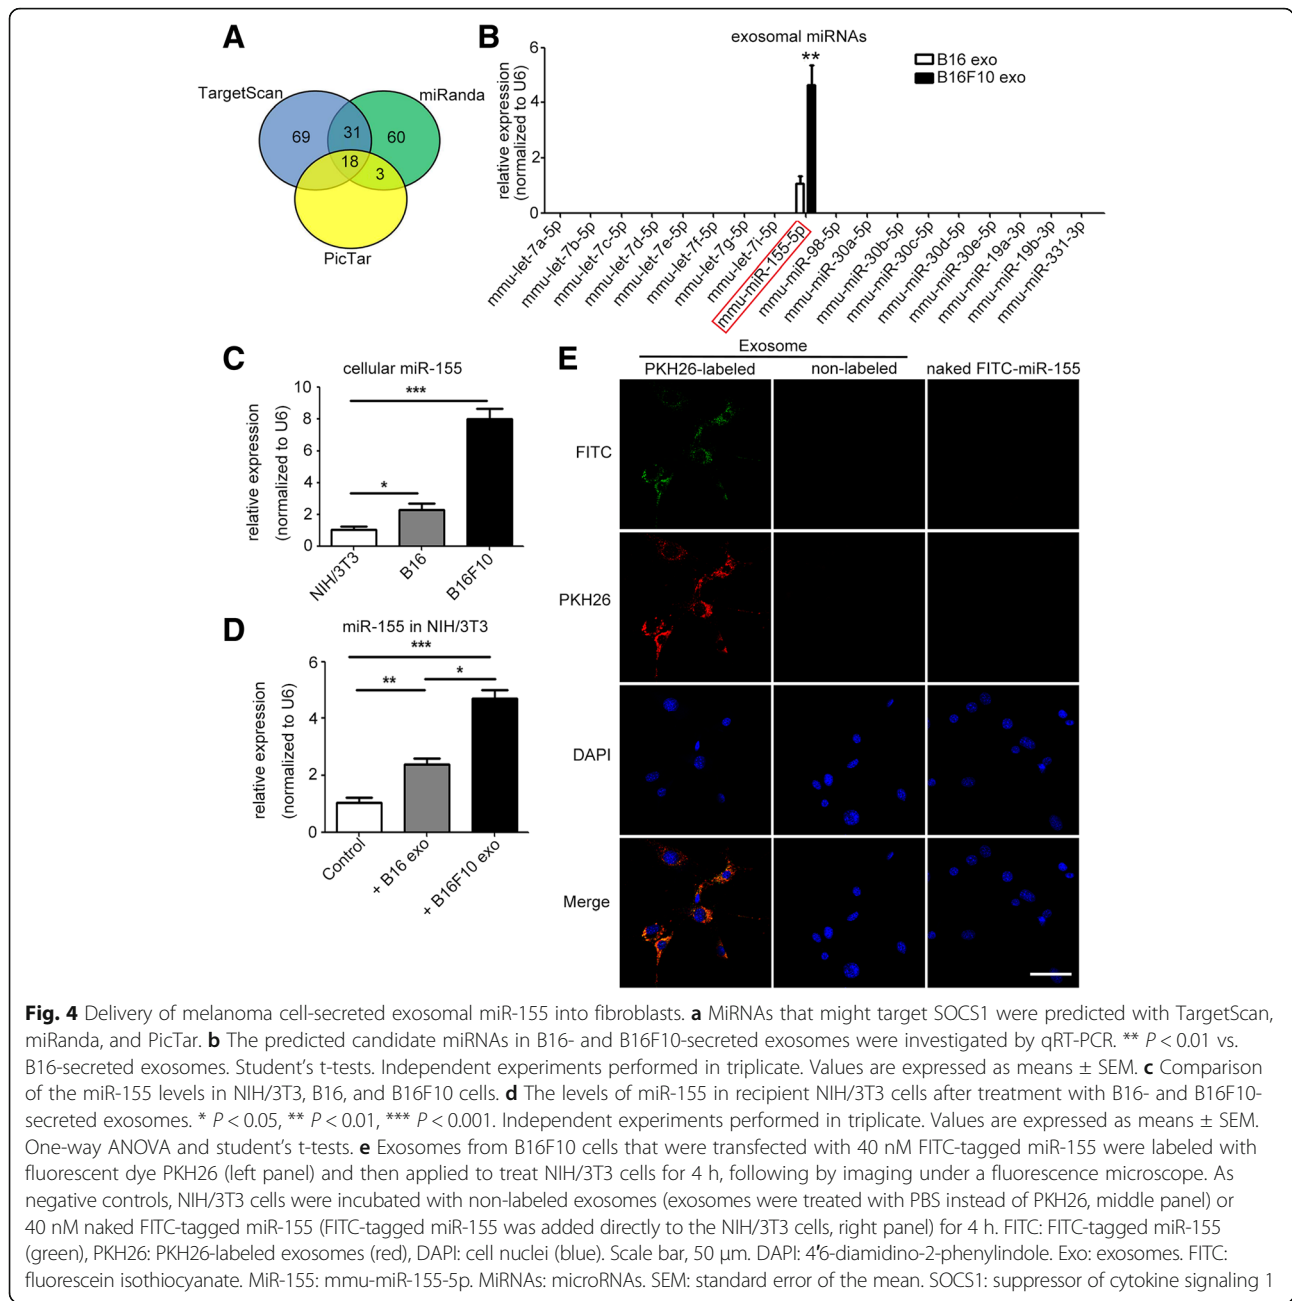 A
TargetScan
miRanda
69
31
60
18
3
PicTar
B
exosomal miRNAs
B16 exo
B16F10 exo
relative expression
(normalized to U6)
6
4
2
0
**
mmu-let-7a-5p
mmu-let-7b-5p
mmu-let-7c-5p
mmu-let-7d-5p
mmu-let-7e-5p
mmu-let-7f-5p
mmu-let-7g-5p
mmu-let-7i-5p
mmu-miR-155-5p
mmu-miR-98-5p
mmu-miR-30a-5p
mmu-miR-30b-5p
mmu-miR-30c-5p
mmu-miR-30d-5p
mmu-miR-30e-5p
mmu-miR-19a-3p
mmu-miR-19b-3p
mmu-miR-331-3p
C
cellular miR-155
relative expression
(normalized to U6)
10
8
6
4
2
0
***
*
NIH/3T3
B16
B16F10
D
miR-155 in NIH/3T3
relative expression
(normalized to U6)
6
4
2
0
***
**
*
Control
+ B16 exo
+ B16F10 exo
E
Exosome
PKH26-labeled
non-labeled
naked FITC-miR-155
FITC
PKH26
DAPI
Merge
Fig. 4 Delivery of melanoma cell-secreted exosomal miR-155 into fibroblasts. a MiRNAs that might target SOCS1 were predicted with TargetScan,
miRanda, and PicTar. b The predicted candidate miRNAs in B16- and B16F10-secreted exosomes were investigated by qRT-PCR. ** P < 0.01 vs.
B16-secreted exosomes. Student's t-tests. Independent experiments performed in triplicate. Values are expressed as means ± SEM. c Comparison
of the miR-155 levels in NIH/3T3, B16, and B16F10 cells. d The levels of miR-155 in recipient NIH/3T3 cells after treatment with B16- and B16F10-
secreted exosomes. * P < 0.05, ** P < 0.01, *** P < 0.001. Independent experiments performed in triplicate. Values are expressed as means ± SEM.
One-way ANOVA and student's t-tests. e Exosomes from B16F10 cells that were transfected with 40 nM FITC-tagged miR-155 were labeled with
fluorescent dye PKH26 (left panel) and then applied to treat NIH/3T3 cells for 4 h, following by imaging under a fluorescence microscope. As
negative controls, NIH/3T3 cells were incubated with non-labeled exosomes (exosomes were treated with PBS instead of PKH26, middle panel) or
40 nM naked FITC-tagged miR-155 (FITC-tagged miR-155 was added directly to the NIH/3T3 cells, right panel) for 4 h. FITC: FITC-tagged miR-155
(green), PKH26: PKH26-labeled exosomes (red), DAPI: cell nuclei (blue). Scale bar, 50 μm. DAPI: 4′6-diamidino-2-phenylindole. Exo: exosomes. FITC:
fluorescein isothiocyanate. MiR-155: mmu-miR-155-5p. MiRNAs: microRNAs. SEM: standard error of the mean. SOCS1: suppressor of cytokine signaling 1